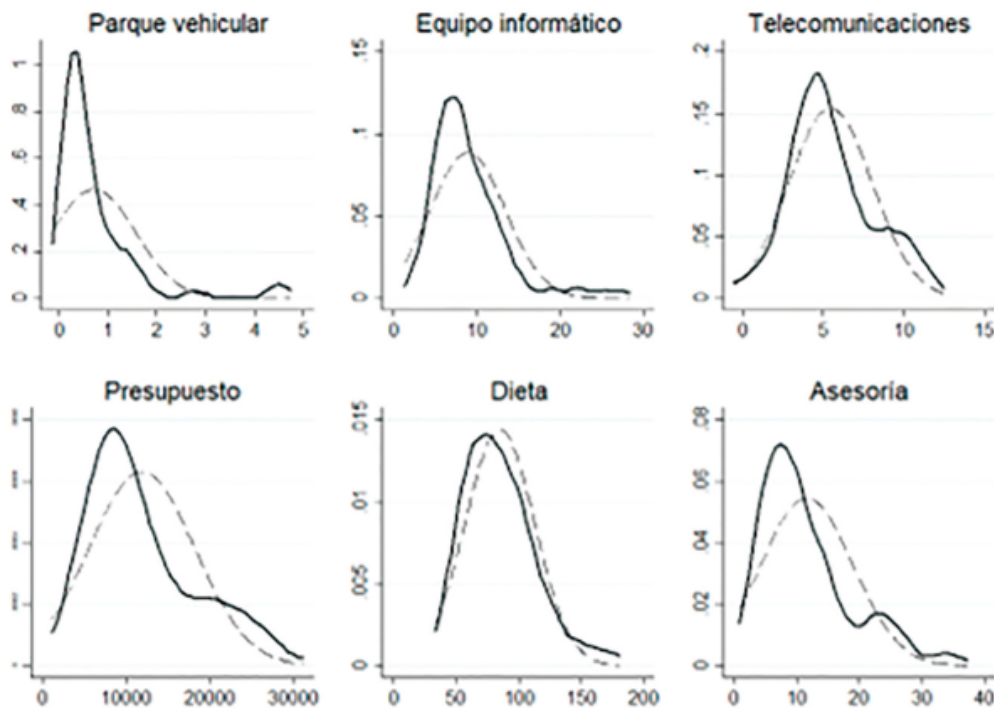 Parque vehicular
Equipo informático
Telecomunicaciones
0 .2 .4 .6 .8 1
0 1 2 3 4 5
0 .05 .1 .15
0 10 20 30
0 .05 .1 .15 .2
0 5 10 15
Presupuesto
Dieta
Asesoría
0 10000 20000 30000
0 .005 .01 .015
0 50 100 150 200
0 .02 .04 .06 .08
0 10 20 30 40